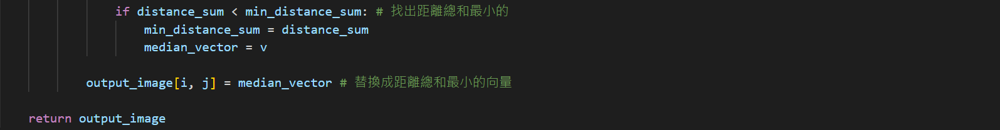 if distance_sum < min_distance_sum: # 找出距離總和最小的
min_distance_sum = distance_sum
median_vector = v
output_image[i, j] = median_vector # 替換成距離總和最小的向量
return output_image